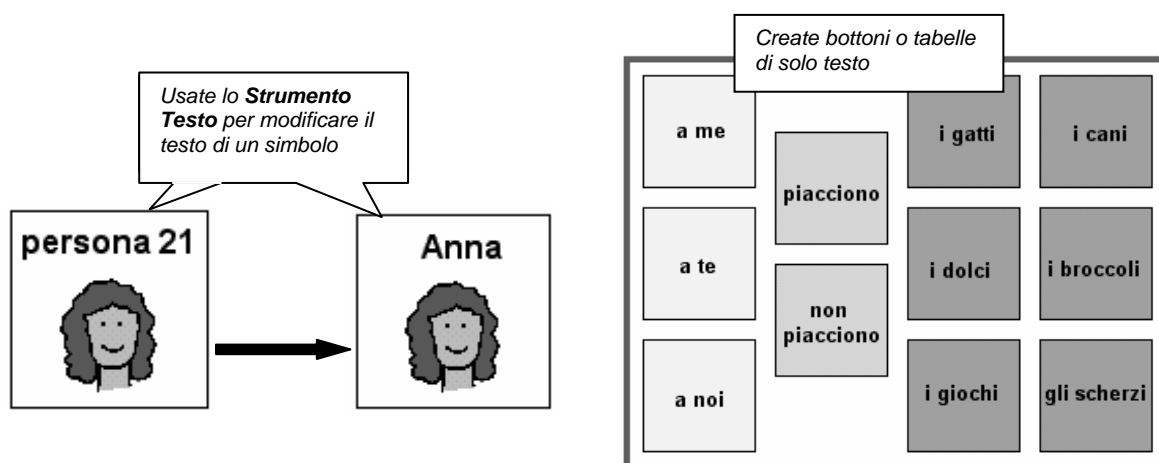 Usate lo Strumento
Testo per modificare il
testo di un simbolo
persona 21
Anna
Create bottoni o tabelle
di solo testo
a me
piacciono
i gatti
i cani
a te
non
piacciono
i dolci
i broccoli
a noi
i giochi
gli scherzi